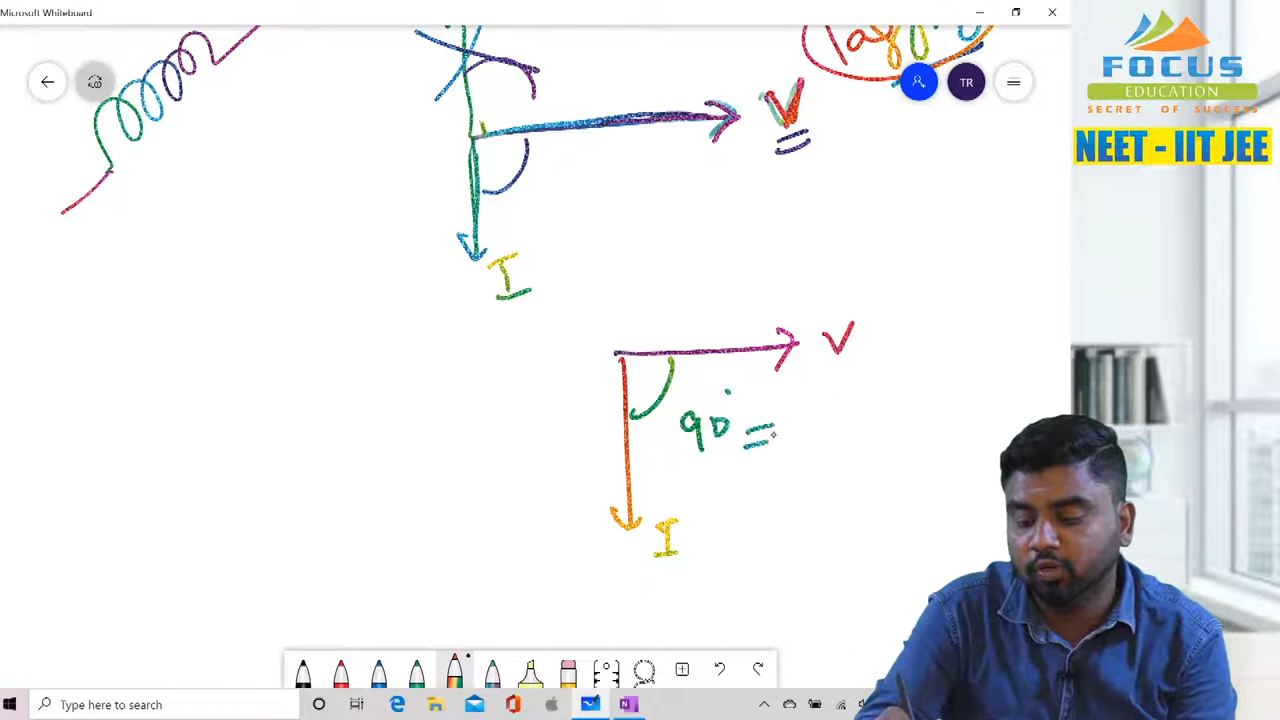 Microsoft Whiteboard
TR
FOCUS
EDUCATION
SECRET OF SUCCESS
NEET - IIT JEE
V
I
V
90° =
I
Type here to search